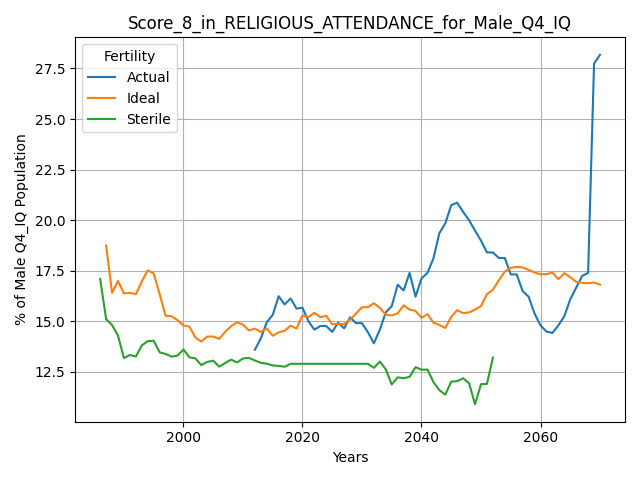 Score_8_in_RELIGIOUS_ATTENDANCE_for_Male_Q4_IQ
% of Male Q4_IQ Population
27.5
25.0
22.5
20.0
17.5
15.0
12.5
Fertility
Actual
Ideal
Sterile
2000 2020 2040 2060
Years